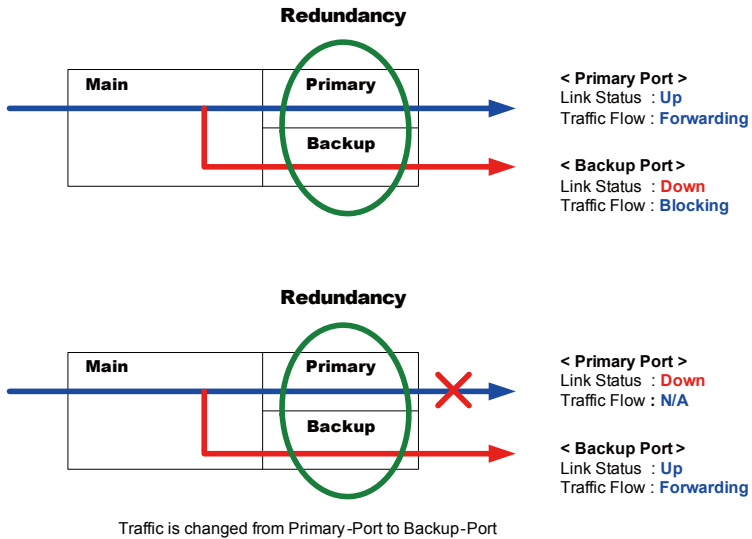 Redundancy
Main
Primary
Backup
< Primary Port >
Link Status : Up
Traffic Flow : Forwarding
< Backup Port >
Link Status : Down
Traffic Flow : Blocking
Redundancy
Main
Primary
Backup
< Primary Port >
Link Status : Down
Traffic Flow : N/A
< Backup Port >
Link Status : Up
Traffic Flow : Forwarding
Traffic is changed from Primary-Port to Backup-Port